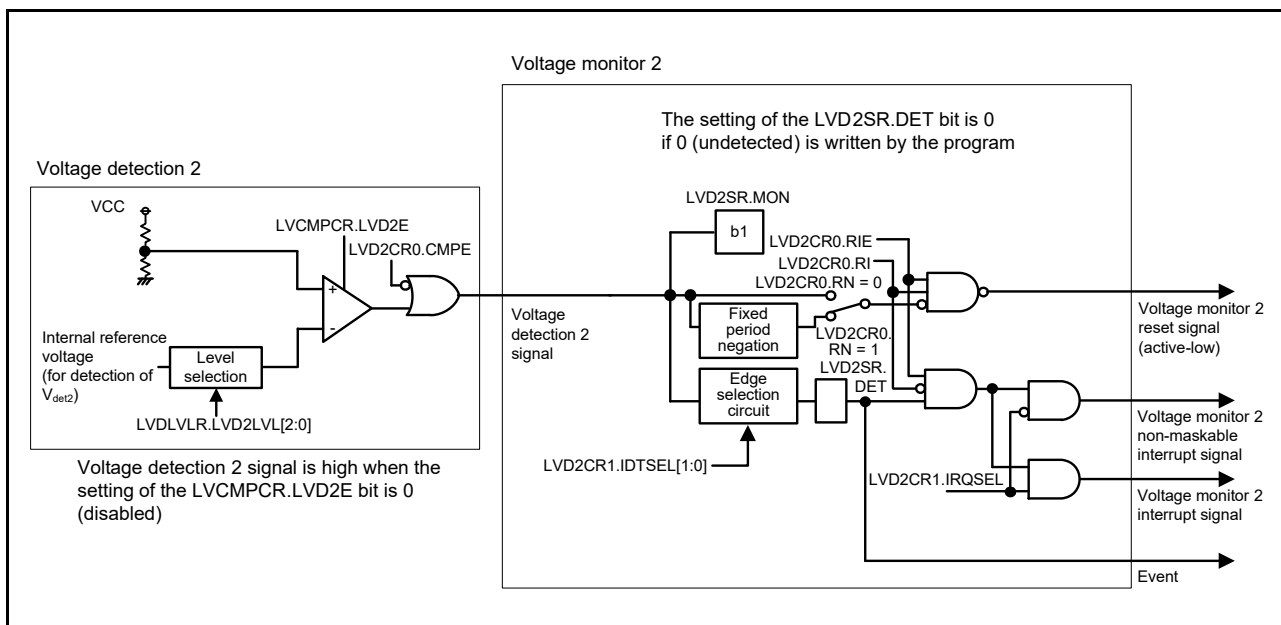 Voltage monitor 2
The setting of the LVD2SR.DET bit is 0
if 0 (undetected) is written by the program
Voltage detection 2
VCC
LVCMPCR.LVD2E
LVD2CR0.CMPE
+
-
Internal reference
voltage
(for detection of
Vdet2)
Level
selection
LVDLVLR.LVD2LVL[2:0]
Voltage detection 2 signal is high when the
setting of the LVCMPCR.LVD2E bit is 0
(disabled)
Voltage
detection 2
signal
LVD2SR.MON
b1
LVD2CR0.RIE
LVD2CR0.RI
LVD2CR0.RN = 0
Fixed
period
negation
LVD2CR0.
RN = 1
LVD2SR.
DET
Edge
selection
circuit
LVD2CR1.IDTSEL[1:0]
LVD2CR1.IRQSEL
Voltage monitor 2
reset signal
(active-low)
Voltage monitor 2
non-maskable
interrupt signal
Voltage monitor 2
interrupt signal
Event